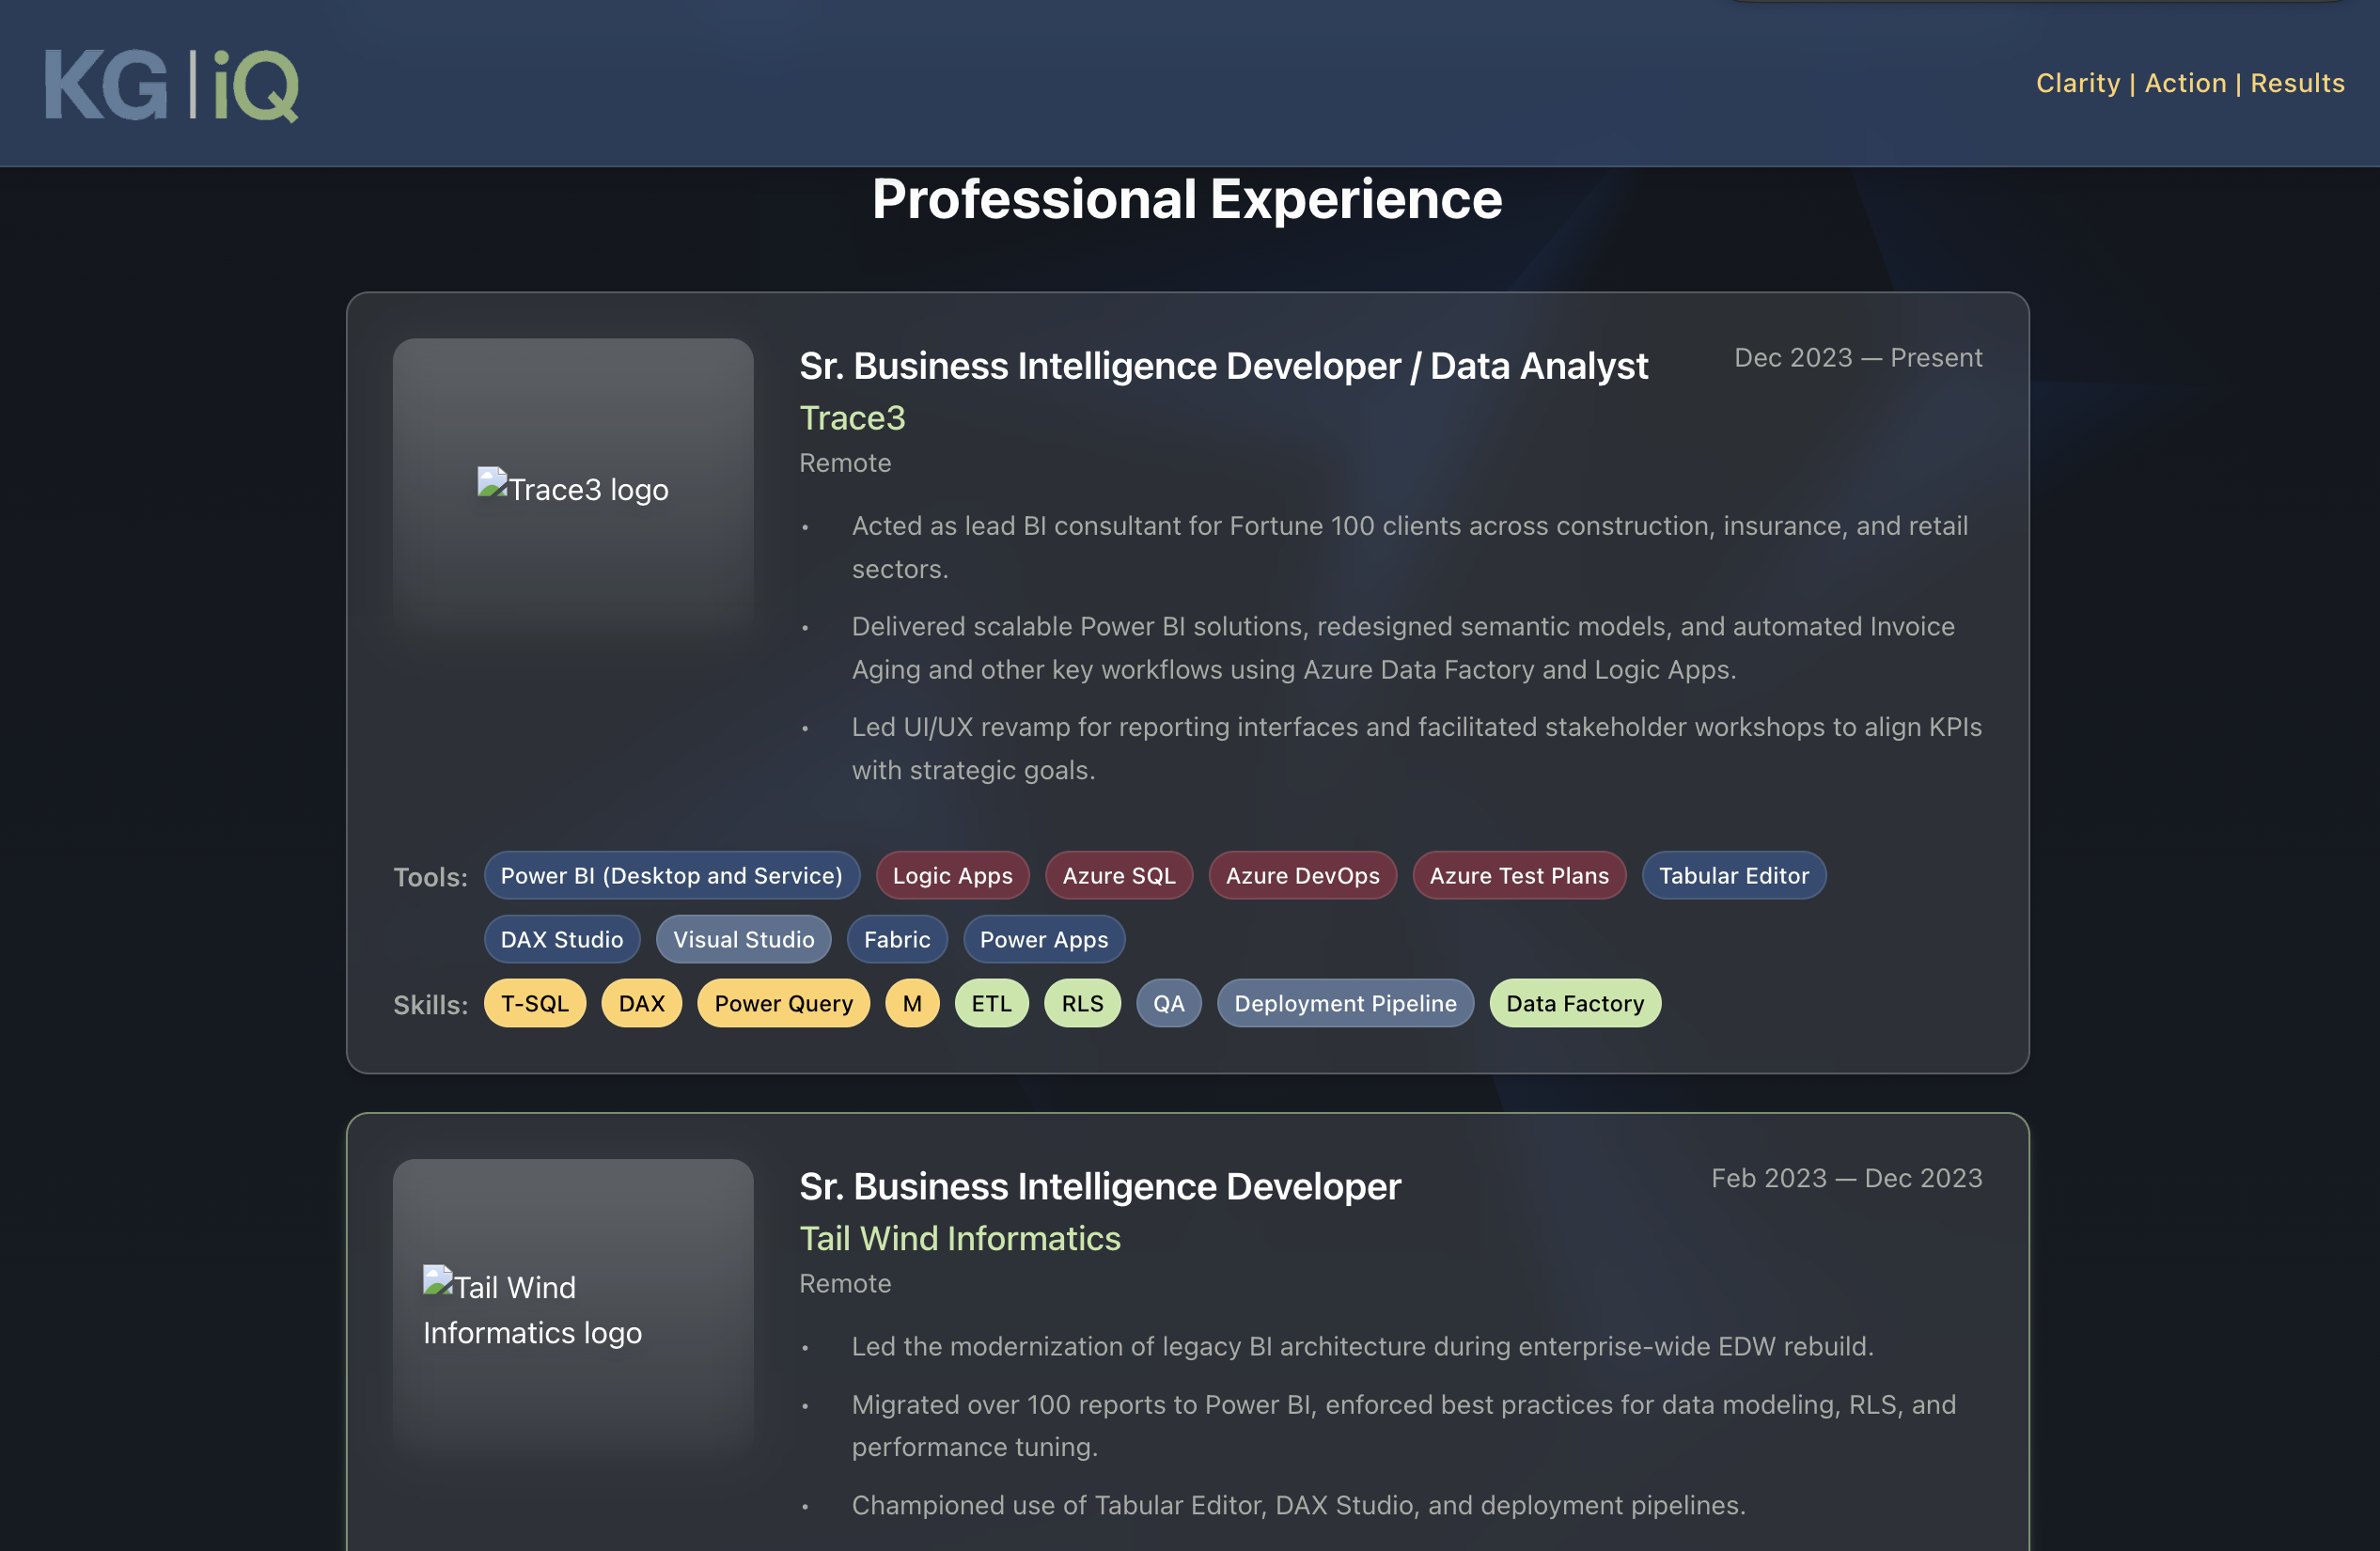 KG|iQ
Clarity | Action | Results
Professional Experience
Trace3 logo
Sr. Business Intelligence Developer / Data Analyst
Dec 2023 — Present
Trace3
Remote
• Acted as lead BI consultant for Fortune 100 clients across construction, insurance, and retail
sectors.
• Delivered scalable Power BI solutions, redesigned semantic models, and automated Invoice
Aging and other key workflows using Azure Data Factory and Logic Apps.
• Led UI/UX revamp for reporting interfaces and facilitated stakeholder workshops to align KPIs
with strategic goals.
Tools: Power BI (Desktop and Service) Logic Apps Azure SQL Azure DevOps Azure Test Plans Tabular Editor
DAX Studio Visual Studio Fabric Power Apps
Skills: T-SQL DAX Power Query M ETL RLS QA Deployment Pipeline Data Factory
Tail Wind
Informatics logo
Sr. Business Intelligence Developer
Feb 2023 — Dec 2023
Tail Wind Informatics
Remote
• Led the modernization of legacy BI architecture during enterprise-wide EDW rebuild.
• Migrated over 100 reports to Power BI, enforced best practices for data modeling, RLS, and
performance tuning.
• Championed use of Tabular Editor, DAX Studio, and deployment pipelines.